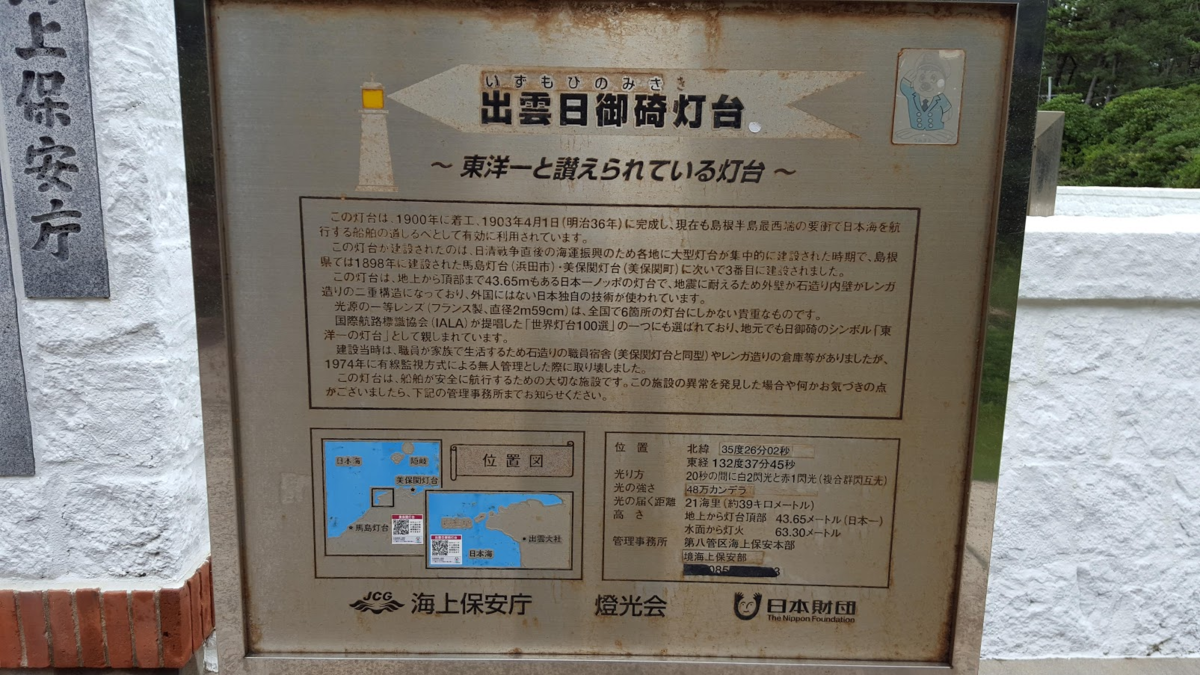 上保安庁
いずもひのみさき
出雲日御碕灯台
～ 東洋一と讃えられている灯台 ～
この灯台は、1900年に着工、1903年4月1日(明治36年)に完成し、現在も島根半島最西端の要衝で日本海を航
行する船舶の道しるべとして有効に利用されています。
この灯台が建設されたのは、日清戦争直後の海運振興のため各地に大型灯台が集中的に建設された時期で、島根
県では1898年に建設された馬島灯台(浜田市)・美保関灯台(美保関町)に次いで3番目に建設されました。
この灯台は、地上から頂部まで43.65mもある日本一ノッポの灯台で、地震に耐えるため外壁が石造り内壁がレンガ
造りの二重構造になっており、外国にはない日本独自の技術が使われています。
光源の一等レンズ(フランス製、直径2m59cm)は、全国で6箇所の灯台にしかない貴重なものです。
国際航路標識協会(IALA)が提唱した「世界灯台100選」の一つにも選ばれており、地元でも日御碕のシンボル「東
洋一の灯台」として親しまれています。
建設当時は、職員が家族で生活するため石造りの職員宿舎(美保関灯台と同型)やレンガ造りの倉庫等がありましたが、
1974年に有線監視方式による無人管理とした際に取り壊しました。
この灯台は、船舶が安全に航行するための大切な施設です。この施設の異常を発見した場合や何かお気づきの点
がございましたら、下記の管理事務所までお知らせください。
位置図
日本海
隠岐
美保関灯台
馬島灯台
出雲大社
日本海
位置 北緯 35度26分02秒
東経 132度37分45秒
光り方 20秒の間に白2閃光と赤1閃光(複合群閃互光)
光の強さ 48万カンデラ
光の届く距離 21海里(約39キロメートル)
高さ 地上から灯台頂部 43.65メートル(日本一)
水面から灯火 63.30メートル
管理事務所 第八管区海上保安本部
境海上保安部
JCG 海上保安庁 燈光会 日本財団
The Nippon Foundation